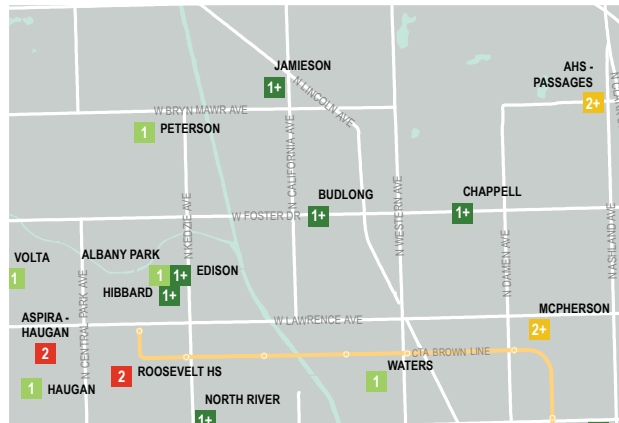 JAMIESON
1+
AHS -
PASSAGES
2+
N LINCOLN AVE
W BRYN MAWR AVE
1
PETERSON
N CALIFORNIA AVE
BUDLONG
1+
CHAPPELL
1+
W FOSTER DR
N KEDZIE AVE
N WESTERN AVE
N DAMEN AVE
N ASHLAND AVE
VOLTA
1
ALBANY PARK
1
1+
EDISON
HIBBARD
1+
N CENTRAL PARK AVE
ASPIRA -
HAUGAN
2
W LAWRENCE AVE
MCPHERSON
2+
CTA BROWN LINE
2
ROOSEVELT HS
WATERS
1
1
HAUGAN
NORTH RIVER
1+